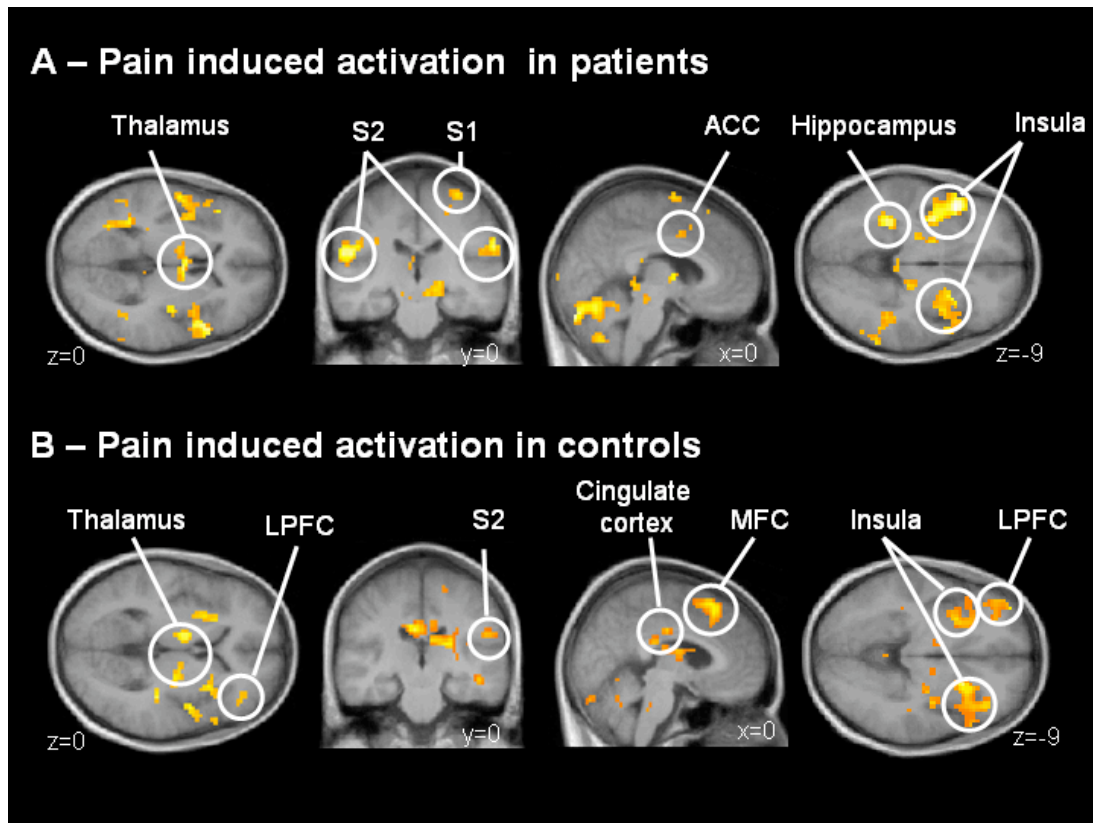 A – Pain induced activation in patients
Thalamus
S2
S1
ACC
Hippocampus
Insula
z=0
y=0
x=0
z=-9
B – Pain induced activation in controls
Thalamus
LPFC
S2
Cingulate
cortex
MFC
Insula
LPFC
z=0
y=0
x=0
z=-9